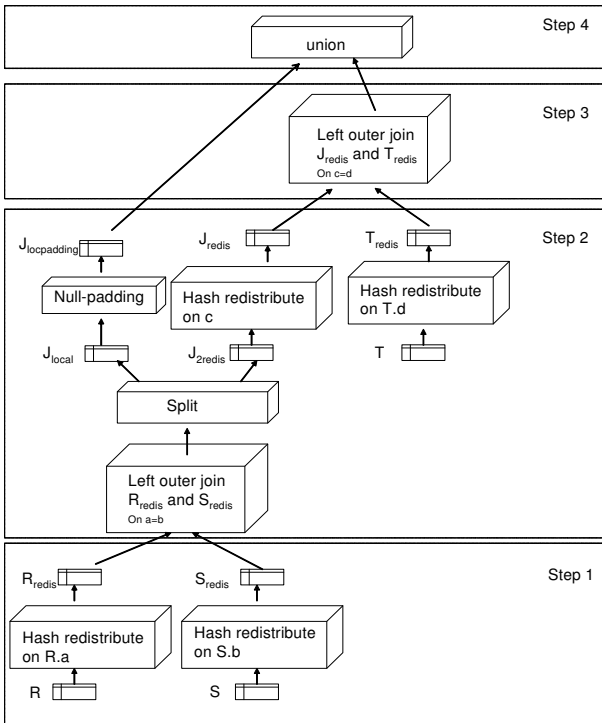 Step 4
union
Step 3
Left outer join
J_redis and T_redis
On c=d
Step 2
J_locpadding
J_redis
T_redis
Null-padding
Hash redistribute
on c
Hash redistribute
on T.d
J_local
J_2redis
T
Split
Left outer join
R_redis and S_redis
On a=b
Step 1
R_redis
S_redis
Hash redistribute
on R.a
Hash redistribute
on S.b
R
S